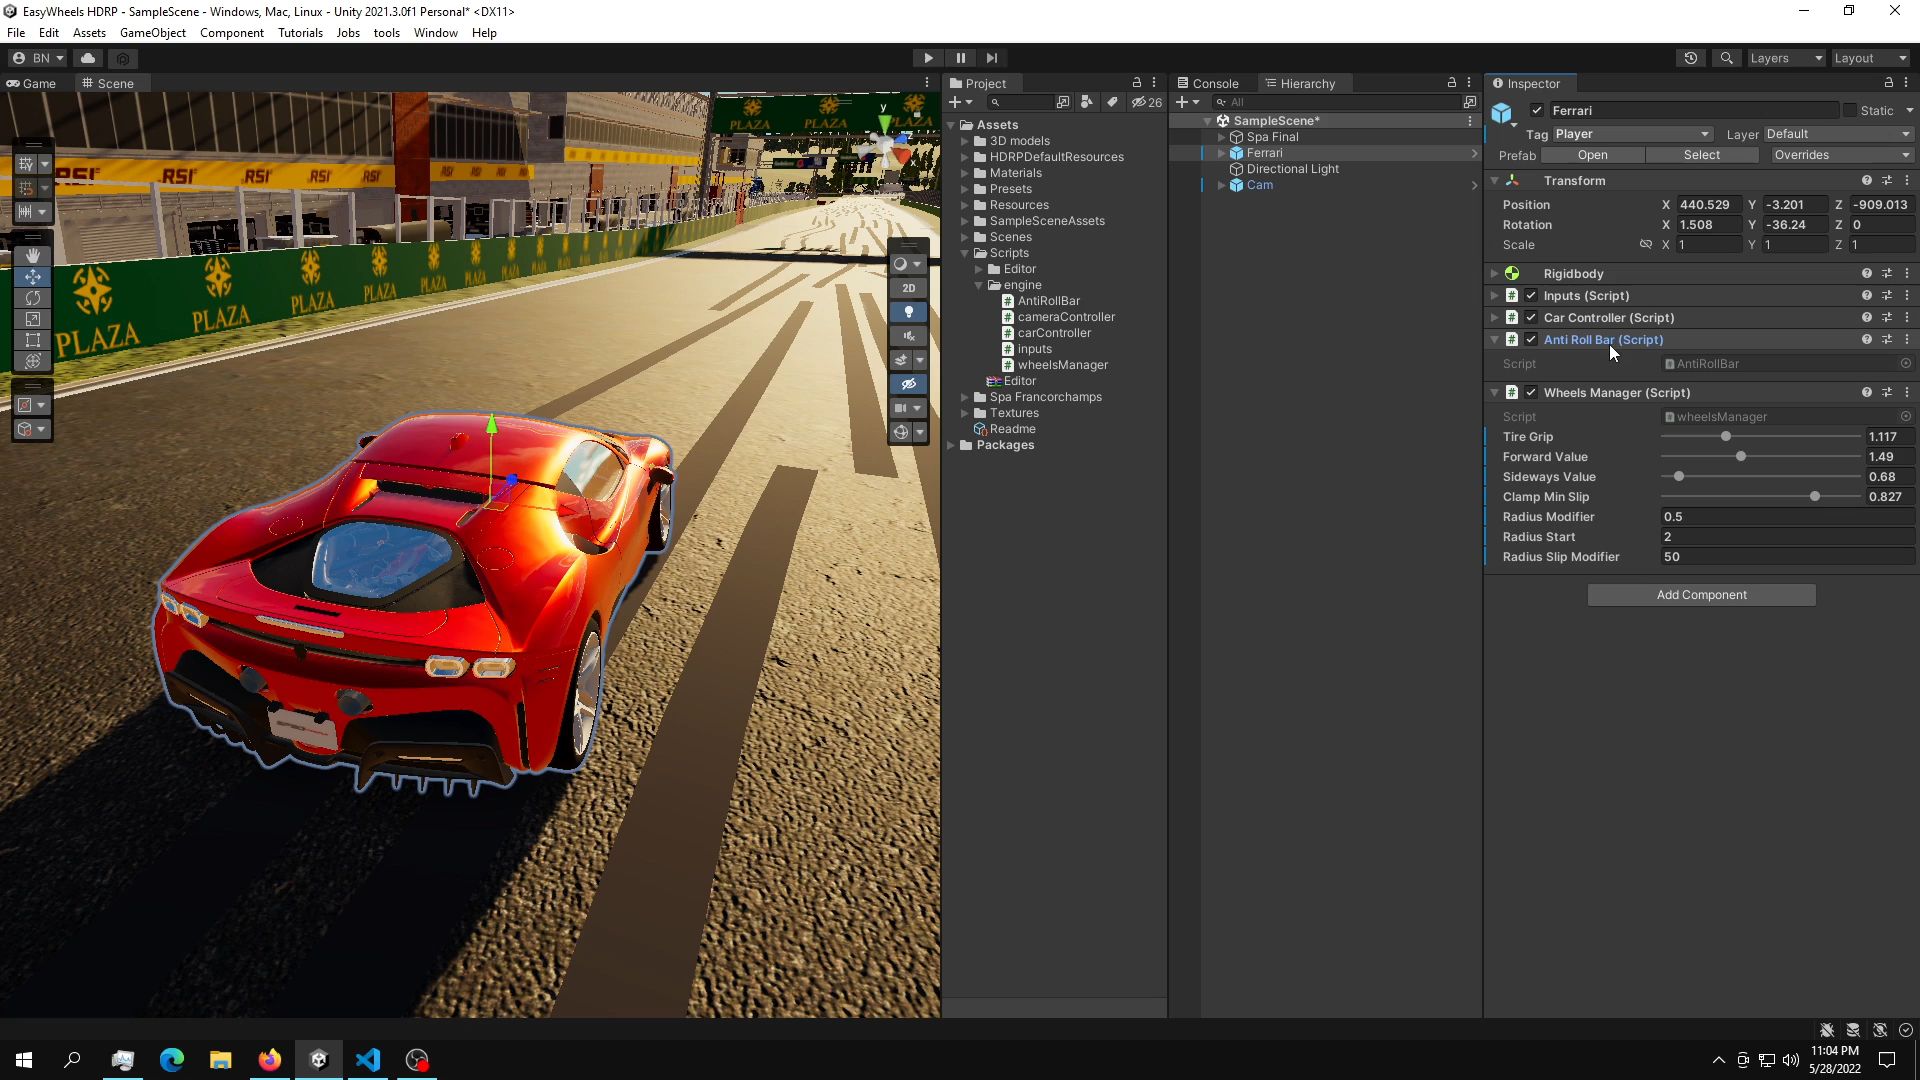 EasyWheels HDRP - SampleScene - Windows, Mac, Linux - Unity 2021.3.0f1 Personal* <DX11>
File Edit Assets GameObject Component Tutorials Jobs tools Window Help
BN Layers Layout
Game Scene
Project Console Hierarchy Inspector
26 All
Assets
3D models
HDRPDefaultResources
Materials
Presets
Resources
SampleSceneAssets
Scenes
Scripts
Editor
engine
AntiRollBar
cameraController
carController
inputs
wheelsManager
Editor
Spa Francorchamps
Textures
Readme
Packages
SampleScene*
Spa Final
Ferrari
Directional Light
Cam
Ferrari Static
Tag Player Layer Default
Prefab Open Select Overrides
Transform
Position X 440.529 Y -3.201 Z -909.013
Rotation X 1.508 Y -36.24 Z 0
Scale X 1 Y 1 Z 1
Rigidbody
Inputs (Script)
Car Controller (Script)
Anti Roll Bar (Script)
Script AntiRollBar
Wheels Manager (Script)
Script wheelsManager
Tire Grip 1.117
Forward Value 1.49
Sideways Value 0.68
Clamp Min Slip 0.827
Radius Modifier 0.5
Radius Start 2
Radius Slip Modifier 50
Add Component
PLAZA PLAZA PLAZA
y
RSI RSI RSI RSI RSI
RSI RSI RSI
PLAZA PLAZA PLAZA PLAZA
2D
11:04 PM
5/28/2022